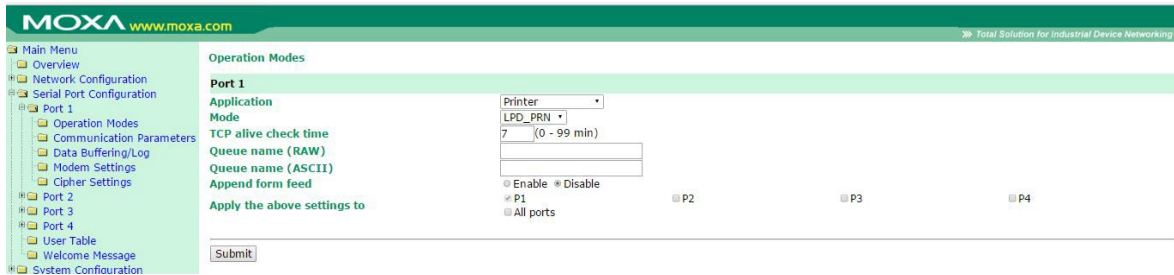 MOXA www.moxa.com
Total Solution for Industrial Device Networking
Main Menu
Overview
Network Configuration
Serial Port Configuration
Port 1
Operation Modes
Communication Parameters
Data Buffering/Log
Modem Settings
Cipher Settings
Port 2
Port 3
Port 4
User Table
Welcome Message
System Configuration
Operation Modes
Port 1
Application Printer
Mode LPD_PRN
TCP alive check time 7 (0 - 99 min)
Queue name (RAW)
Queue name (ASCII)
Append form feed Enable Disable
Apply the above settings to P1 P2 P3 P4
All ports
Submit